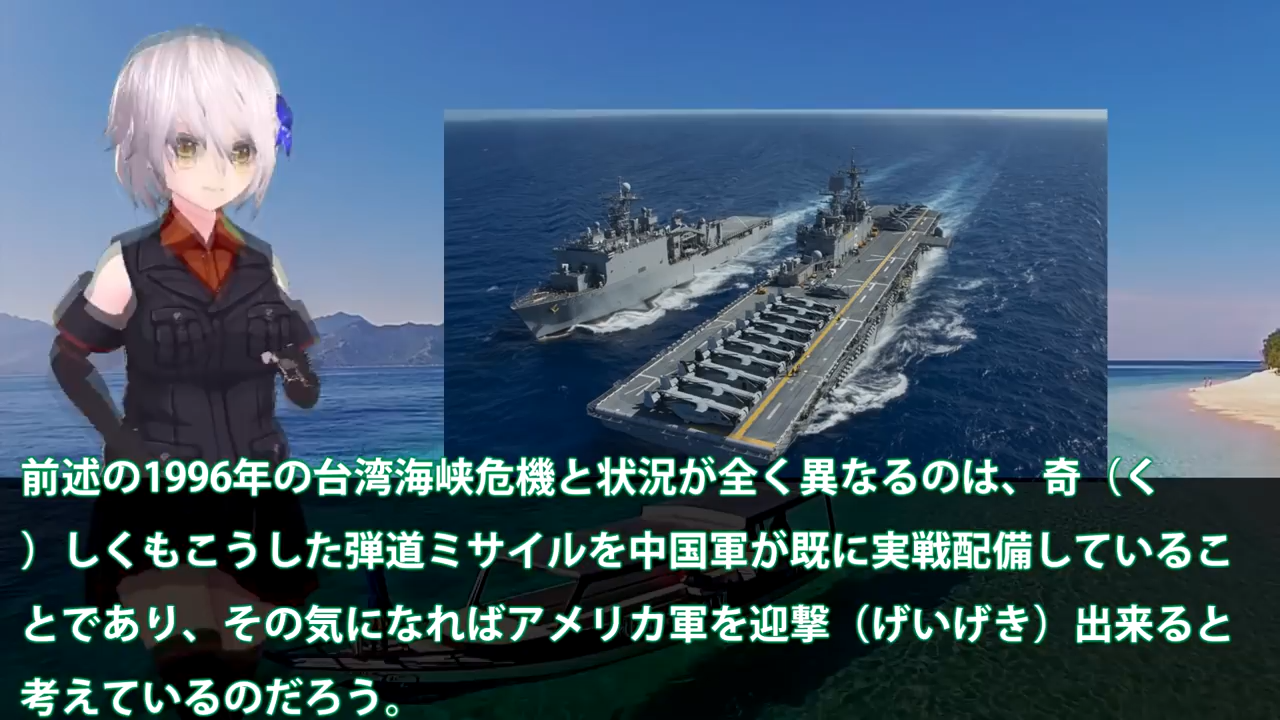 前述の1996年の台湾海峡危機と状況が全く異なるのは、奇（く
）しくもこうした弾道ミサイルを中国軍が既に実戦配備しているこ
とであり、その気になればアメリカ軍を迎撃（げいげき）出来ると
考えているのだろう。